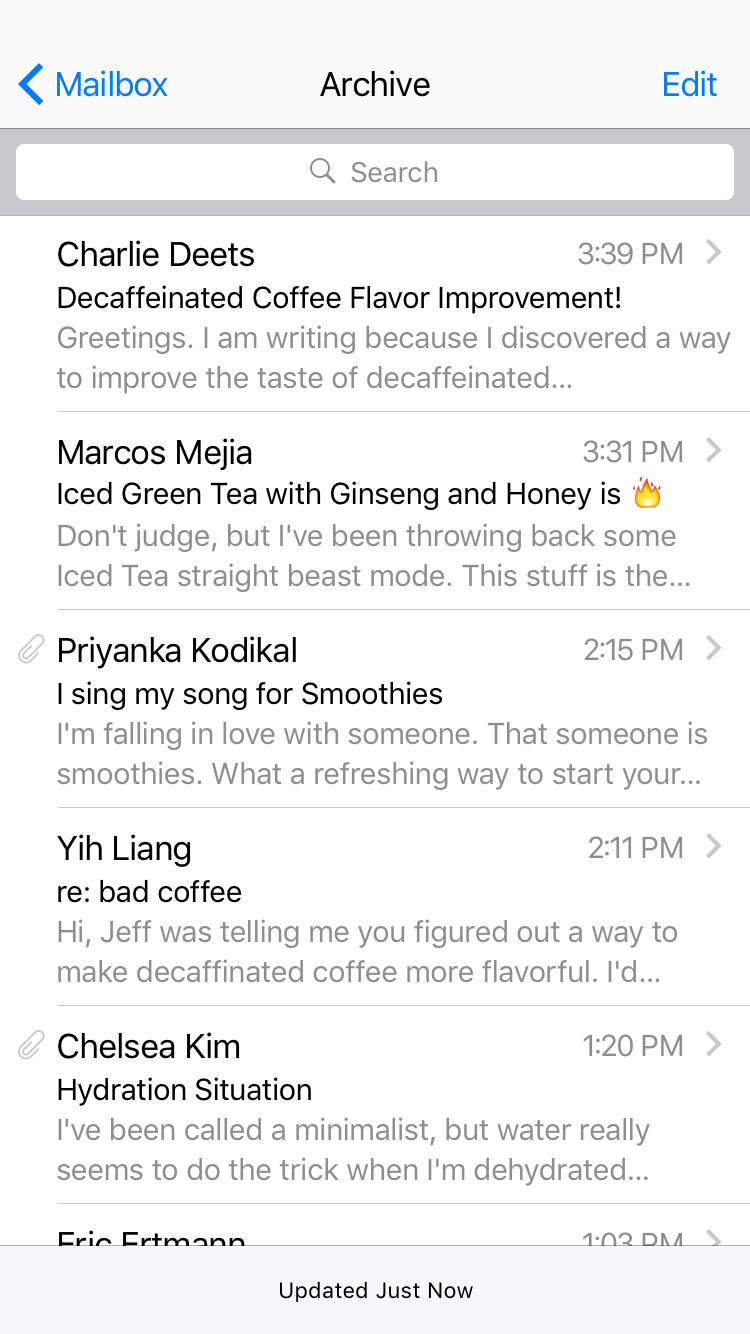 Mailbox Archive Edit
Search
Charlie Deets 3:39 PM
Decaffeinated Coffee Flavor Improvement!
Greetings. I am writing because I discovered a way
to improve the taste of decaffeinated...
Marcos Mejia 3:31 PM
Iced Green Tea with Ginseng and Honey is 🔥
Don't judge, but I've been throwing back some
Iced Tea straight beast mode. This stuff is the...
Priyanka Kodikal 2:15 PM
I sing my song for Smoothies
I'm falling in love with someone. That someone is
smoothies. What a refreshing way to start your...
Yih Liang 2:11 PM
re: bad coffee
Hi, Jeff was telling me you figured out a way to
make decaffinated coffee more flavorful. I'd...
Chelsea Kim 1:20 PM
Hydration Situation
I've been called a minimalist, but water really
seems to do the trick when I'm dehydrated...
Eric Ertmann 1:03 PM
Updated Just Now